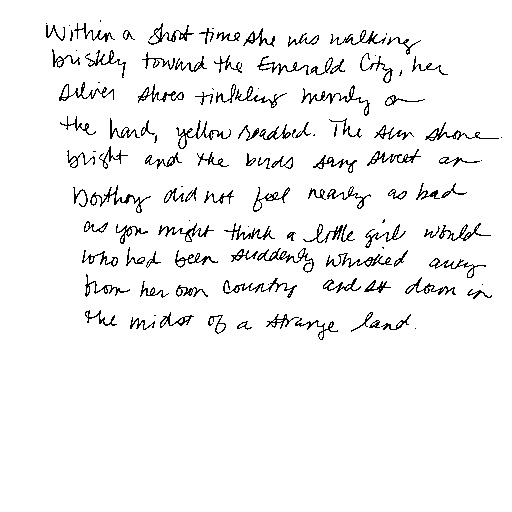 Within a short time she was walking
briskly toward the Emerald City, her
Silver Shoes tinkling merrily on
the hard, yellow roadbed. The sun shone
bright and the birds sang sweet an
Dorthoy did not feel nearly as bad
as you might think a little girl would
who had been suddenly whisked away
from her own country and set down in
the midst of a strange land.